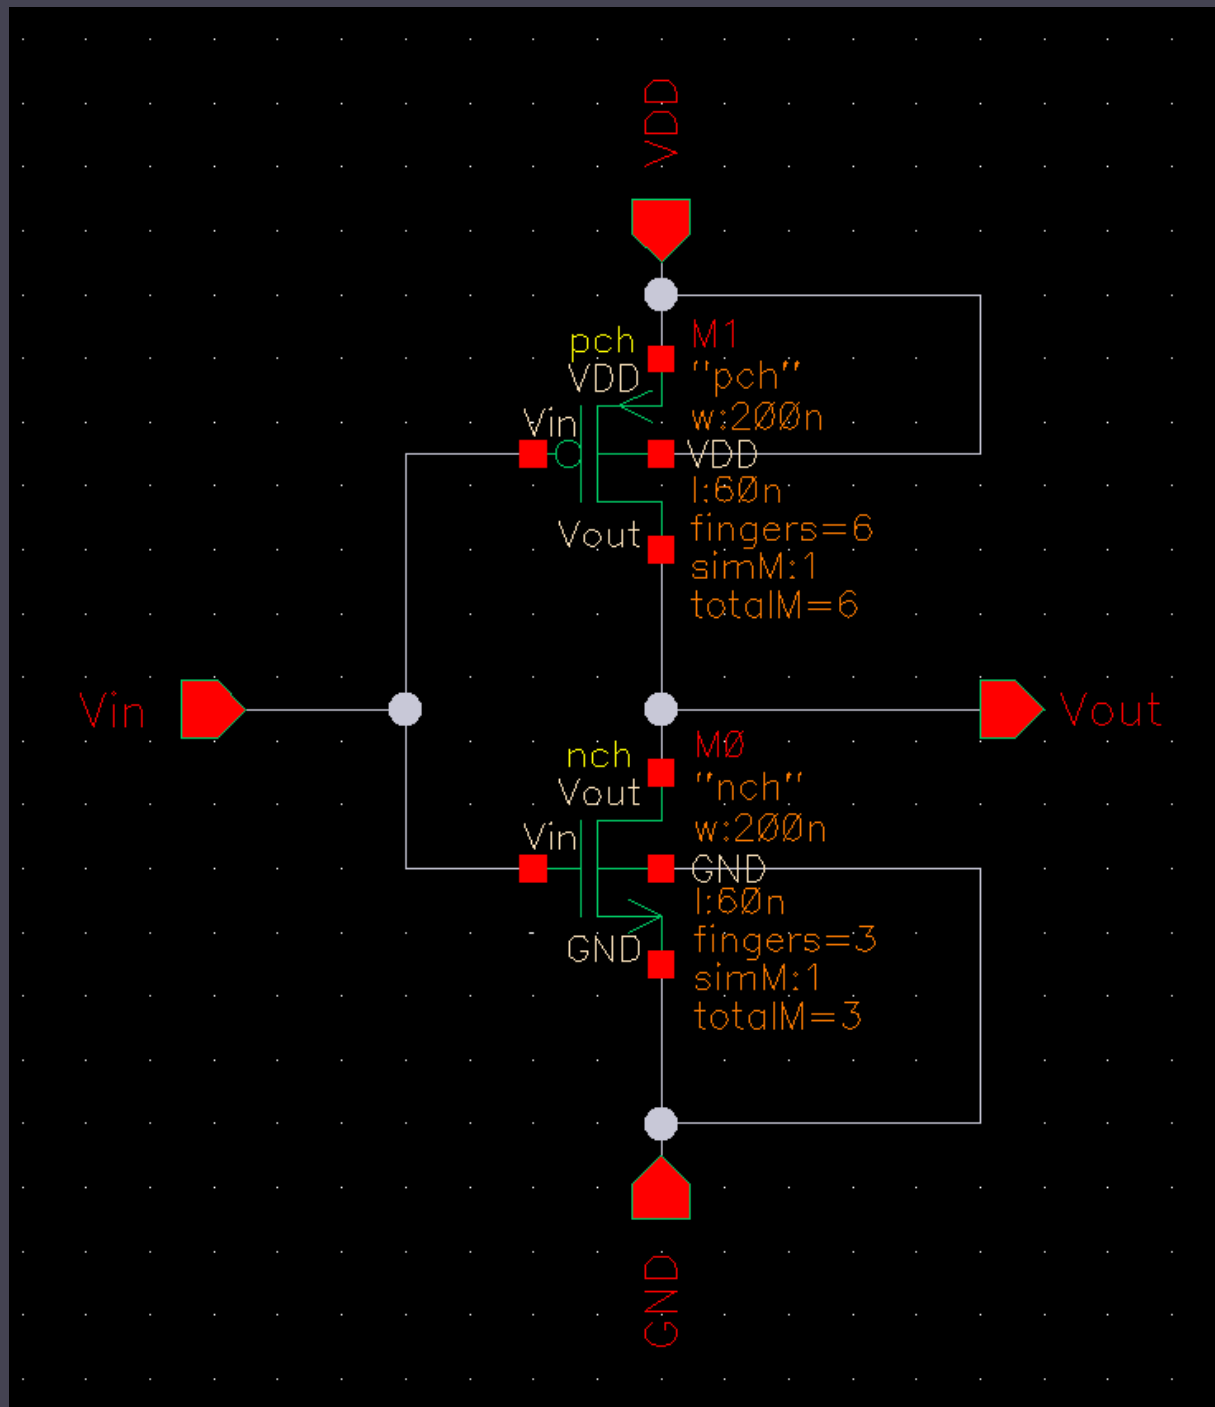 VDD
pch
M1
VDD
"pch"
Vin
w:200n
VDD
l:60n
Vout
fingers=6
simM:1
totalM=6
Vin
Vout
nch
M0
Vout
"nch"
Vin
w:200n
GND
l:60n
GND
fingers=3
simM:1
totalM=3
GND